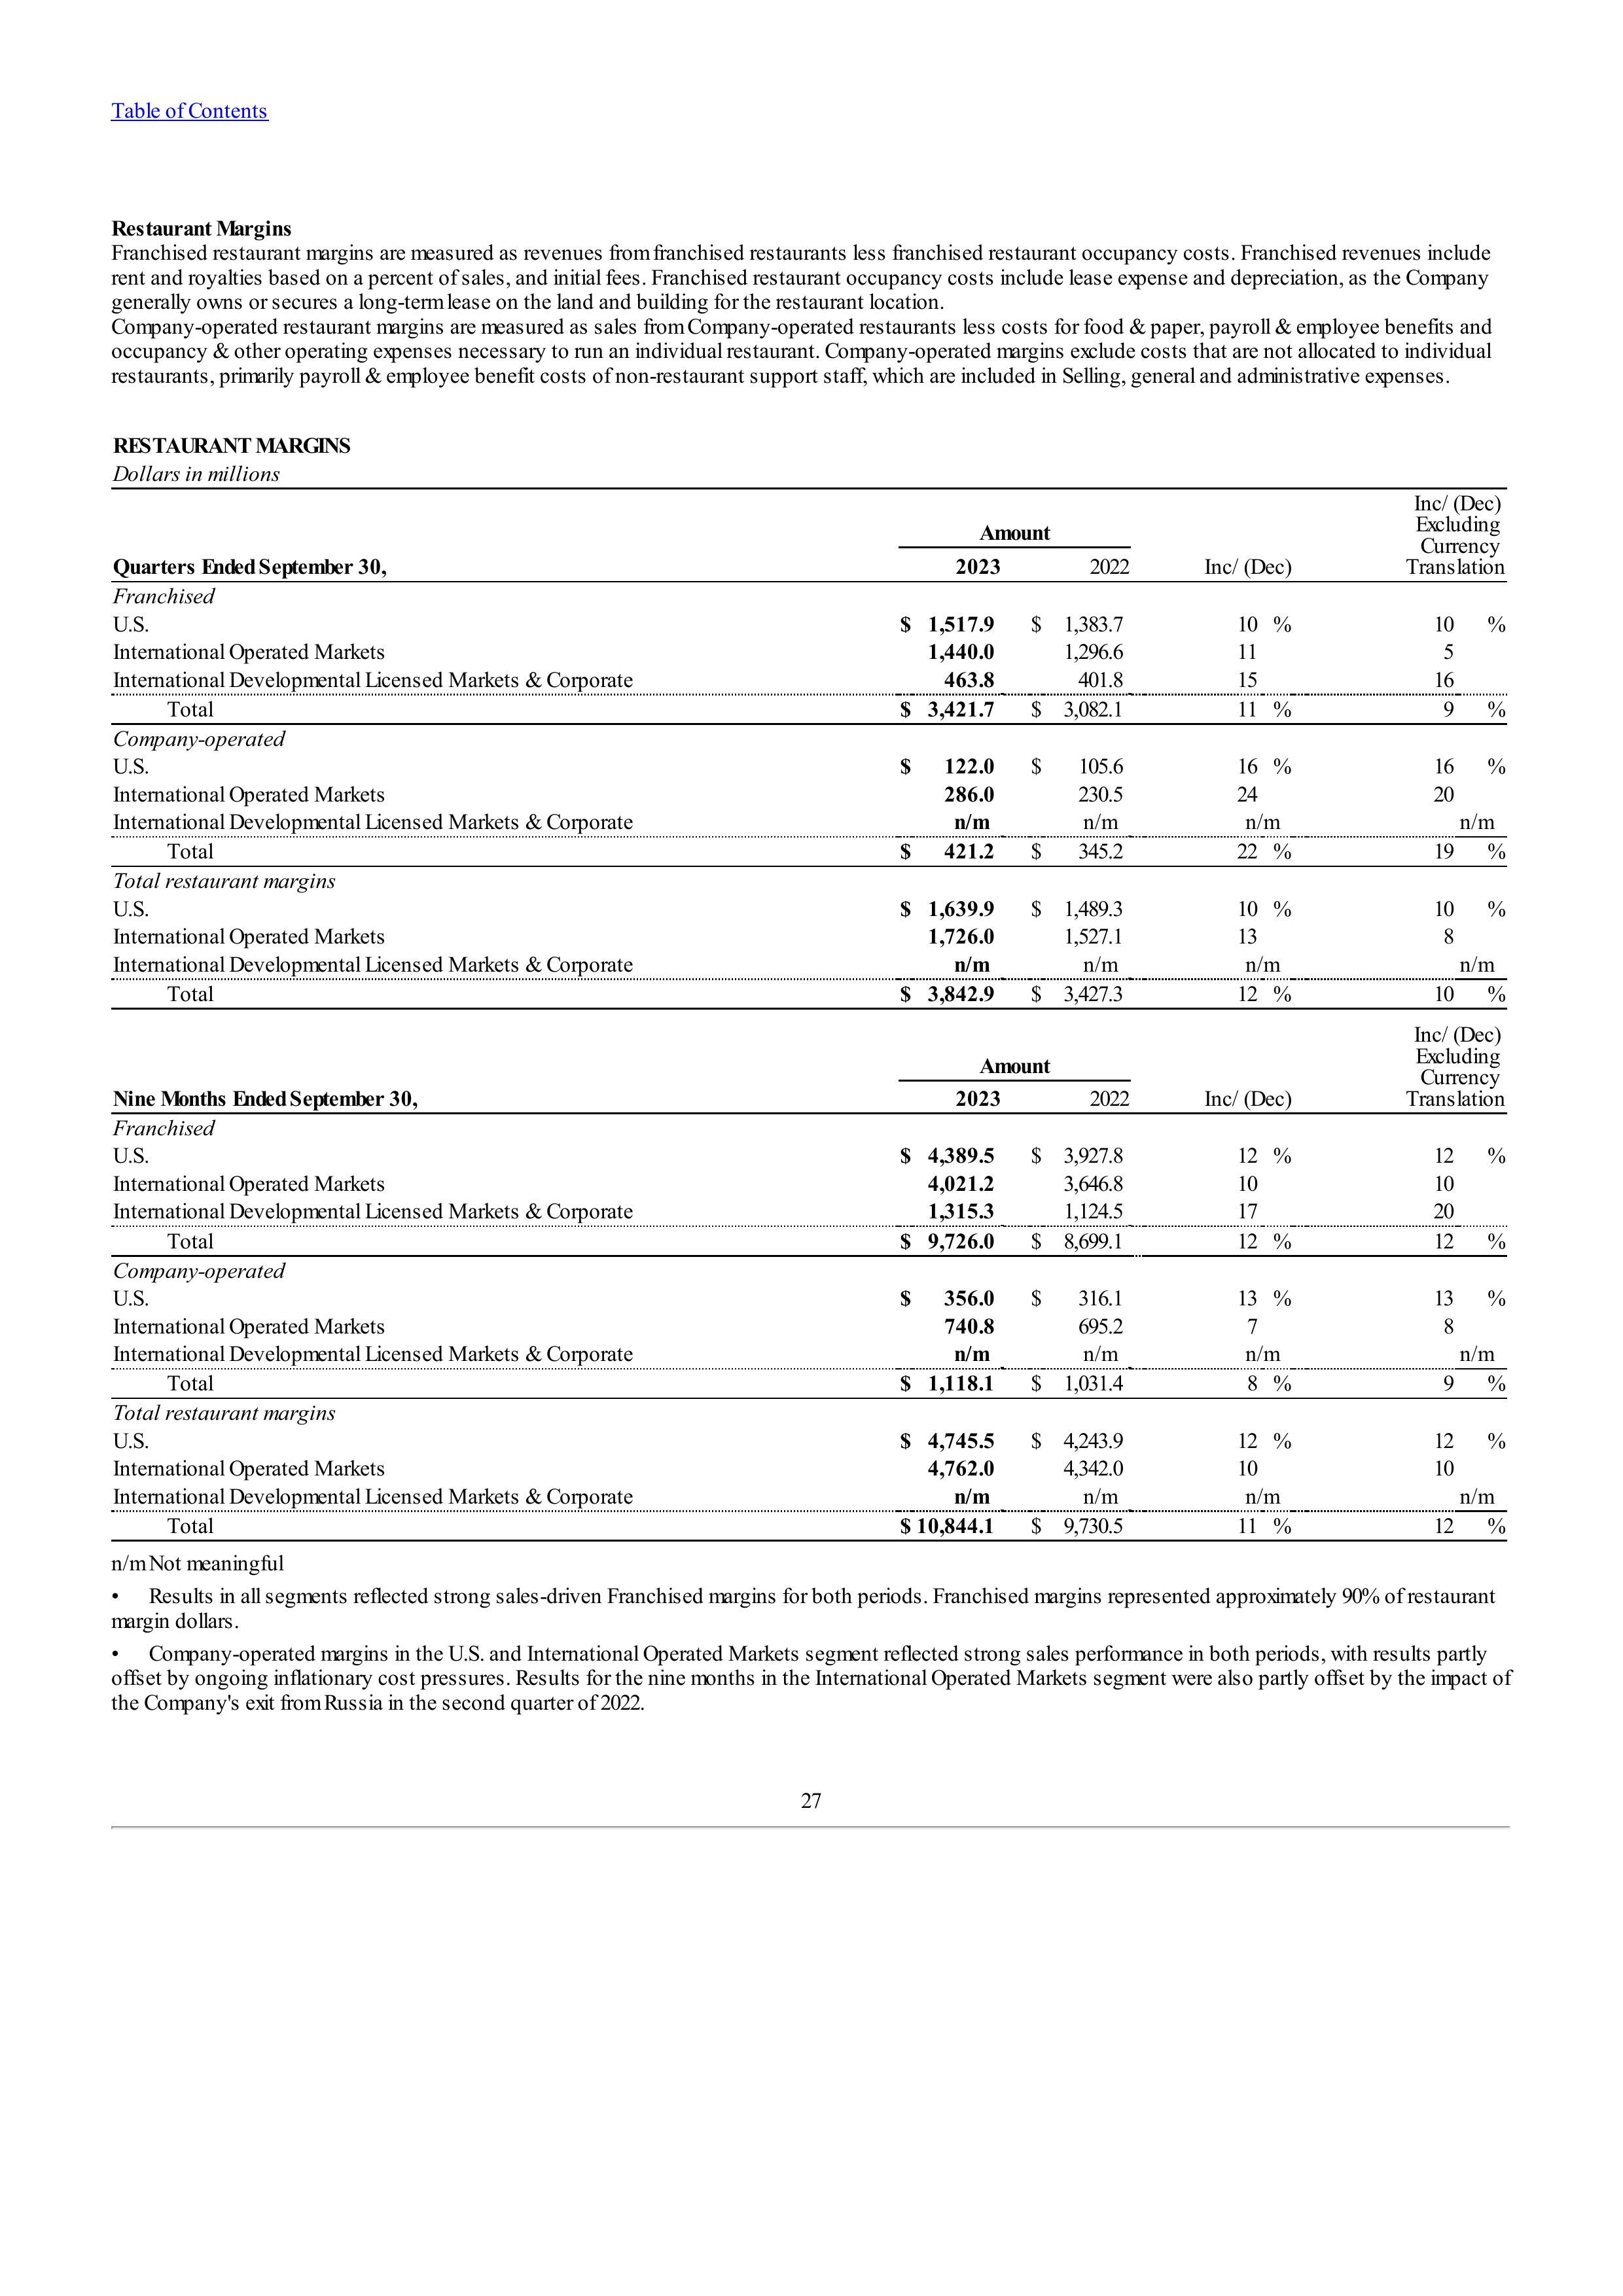 Table of Contents
Restaurant Margins
Franchised restaurant margins are measured as revenues from franchised restaurants less franchised restaurant occupancy costs. Franchised revenues include
rent and royalties based on a percent of sales, and initial fees. Franchised restaurant occupancy costs include lease expense and depreciation, as the Company
generally owns or secures a long-term lease on the land and building for the restaurant location.
Company-operated restaurant margins are measured as sales from Company-operated restaurants less costs for food & paper, payroll & employee benefits and
occupancy & other operating expenses necessary to run an individual restaurant. Company-operated margins exclude costs that are not allocated to individual
restaurants, primarily payroll & employee benefit costs of non-restaurant support staff, which are included in Selling, general and administrative expenses.
RESTAURANT MARGINS
Dollars in millions
Inc/ (Dec)
Excluding
Amount
Currency
Quarters Ended September 30, 2023 2022 Inc/ (Dec) Translation
Franchised
U.S. $ 1,517.9 $ 1,383.7 10 % 10 %
International Operated Markets 1,440.0 1,296.6 11 5
International Developmental Licensed Markets & Corporate 463.8 401.8 15 16
Total $ 3,421.7 $ 3,082.1 11 % 9 %
Company-operated
U.S. $ 122.0 $ 105.6 16 % 16 %
International Operated Markets 286.0 230.5 24 20
International Developmental Licensed Markets & Corporate n/m n/m n/m n/m
Total $ 421.2 $ 345.2 22 % 19 %
Total restaurant margins
U.S. $ 1,639.9 $ 1,489.3 10 % 10 %
International Operated Markets 1,726.0 1,527.1 13 8
International Developmental Licensed Markets & Corporate n/m n/m n/m n/m
Total $ 3,842.9 $ 3,427.3 12 % 10 %
Inc/ (Dec)
Excluding
Amount
Currency
Nine Months Ended September 30, 2023 2022 Inc/ (Dec) Translation
Franchised
U.S. $ 4,389.5 $ 3,927.8 12 % 12 %
International Operated Markets 4,021.2 3,646.8 10 10
International Developmental Licensed Markets & Corporate 1,315.3 1,124.5 17 20
Total $ 9,726.0 $ 8,699.1 12 % 12 %
Company-operated
U.S. $ 356.0 $ 316.1 13 % 13 %
International Operated Markets 740.8 695.2 7 8
International Developmental Licensed Markets & Corporate n/m n/m n/m n/m
Total $ 1,118.1 $ 1,031.4 8 % 9 %
Total restaurant margins
U.S. $ 4,745.5 $ 4,243.9 12 % 12 %
International Operated Markets 4,762.0 4,342.0 10 10
International Developmental Licensed Markets & Corporate n/m n/m n/m n/m
Total $ 10,844.1 $ 9,730.5 11 % 12 %
n/m Not meaningful
• Results in all segments reflected strong sales-driven Franchised margins for both periods. Franchised margins represented approximately 90% of restaurant
margin dollars.
• Company-operated margins in the U.S. and International Operated Markets segment reflected strong sales performance in both periods, with results partly
offset by ongoing inflationary cost pressures. Results for the nine months in the International Operated Markets segment were also partly offset by the impact of
the Company's exit from Russia in the second quarter of 2022.
27